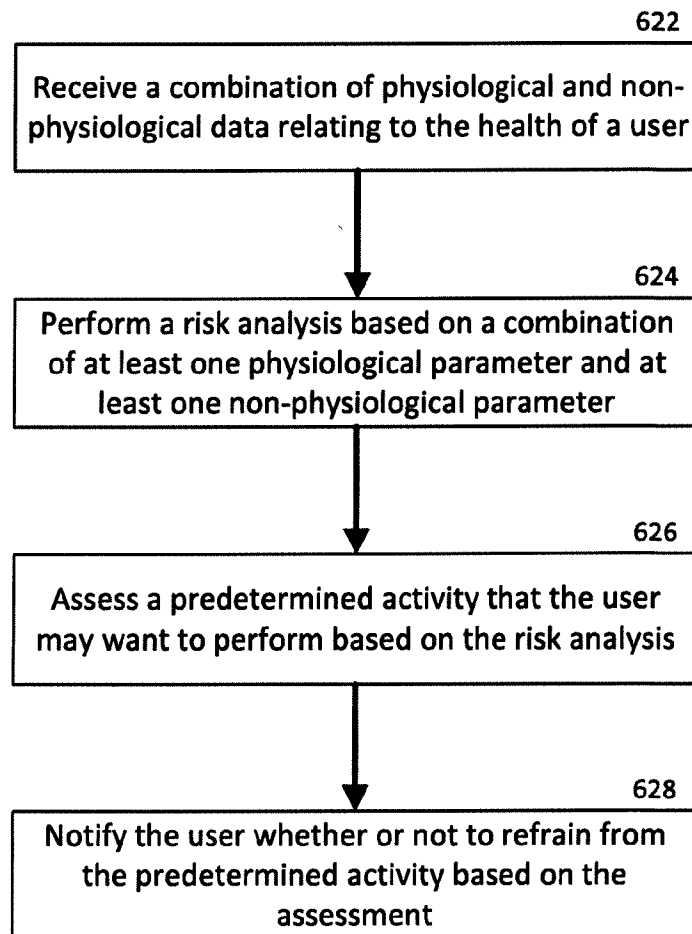 622
Receive a combination of physiological and non-
physiological data relating to the health of a user
624
Perform a risk analysis based on a combination
of at least one physiological parameter and at
least one non-physiological parameter
626
Assess a predetermined activity that the user
may want to perform based on the risk analysis
628
Notify the user whether or not to refrain from
the predetermined activity based on the
assessment